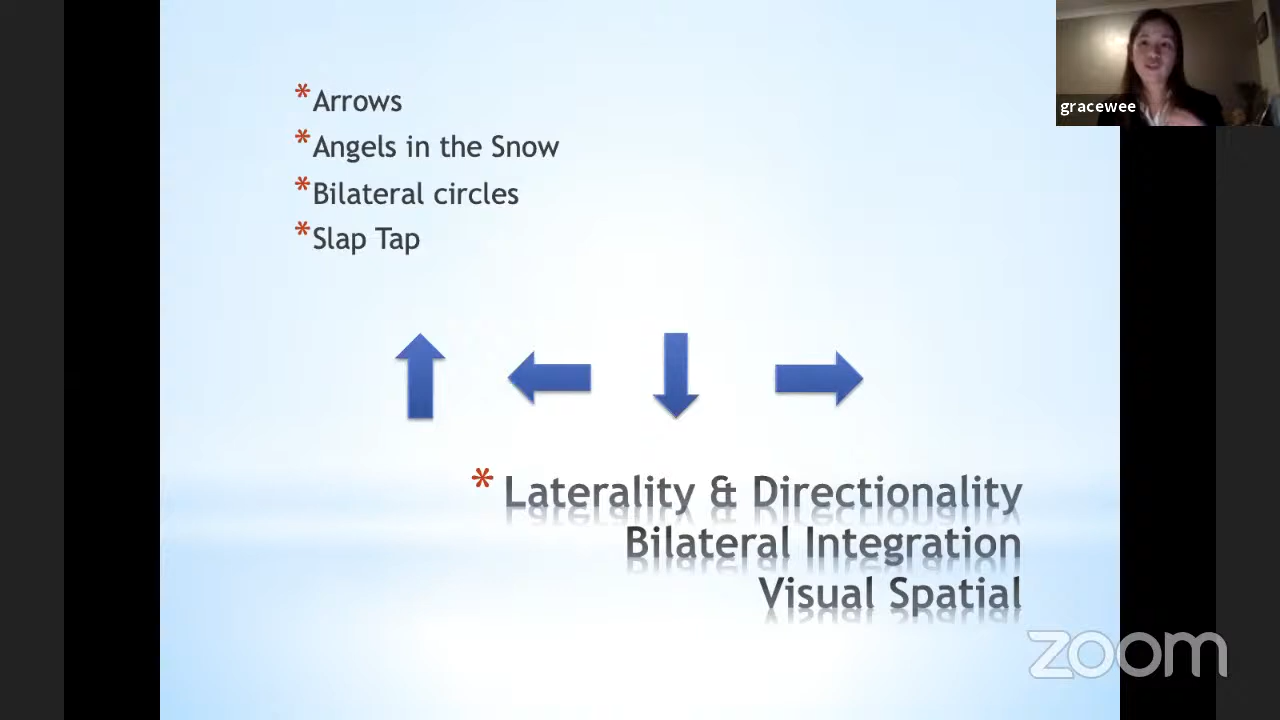 *Arrows
*Angels in the Snow
*Bilateral circles
*Slap Tap
gracewee
* Laterality & Directionality
Bilateral Integration
Visual Spatial
zoom